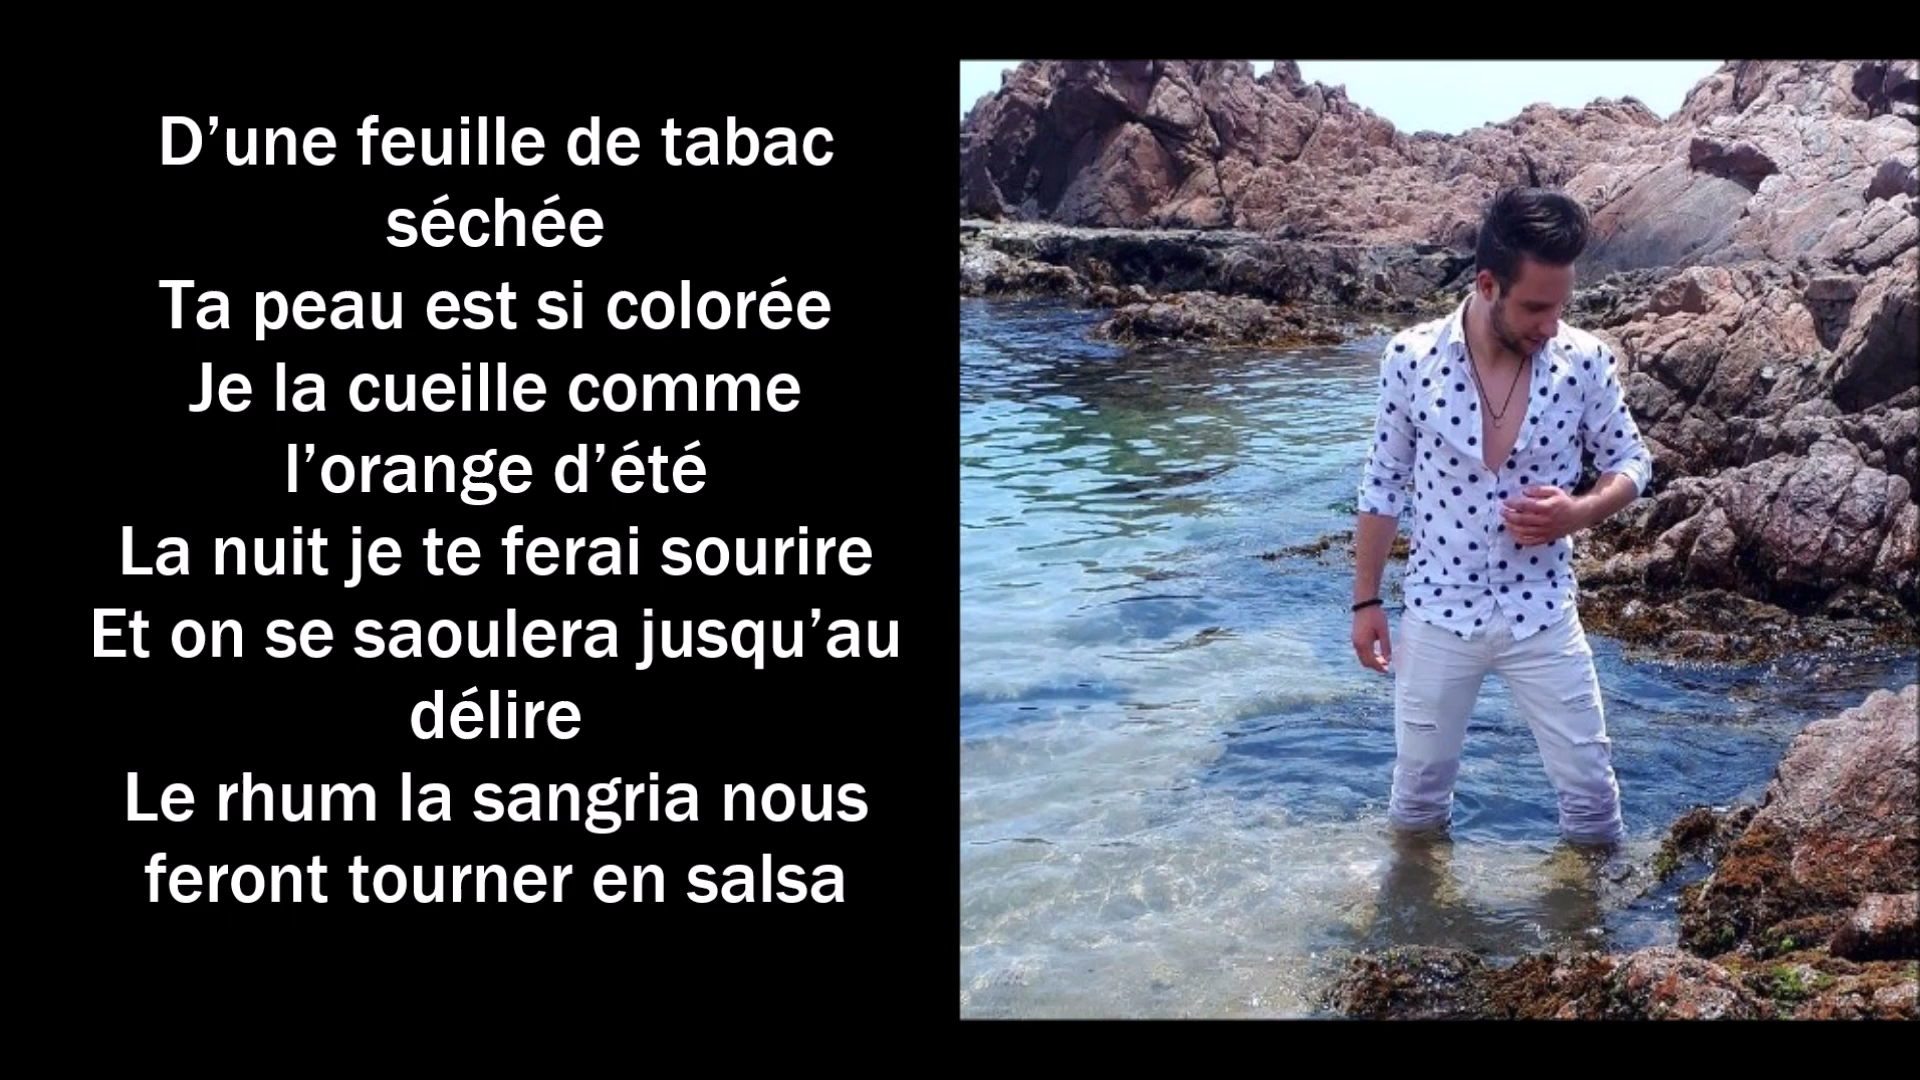 D’une feuille de tabac
séchée
Ta peau est si colorée
Je la cueille comme
l’orange d’été
La nuit je te ferai sourire
Et on se saoulera jusqu’au
délire
Le rhum la sangria nous
feront tourner en salsa